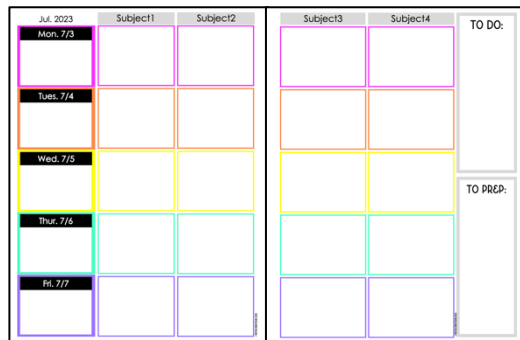 Jul. 2023 Subject1 Subject2 Subject3 Subject4 TO DO:
Mon. 7/3
Tues. 7/4
Wed. 7/5
TO PREP:
Thur. 7/6
Fri. 7/7